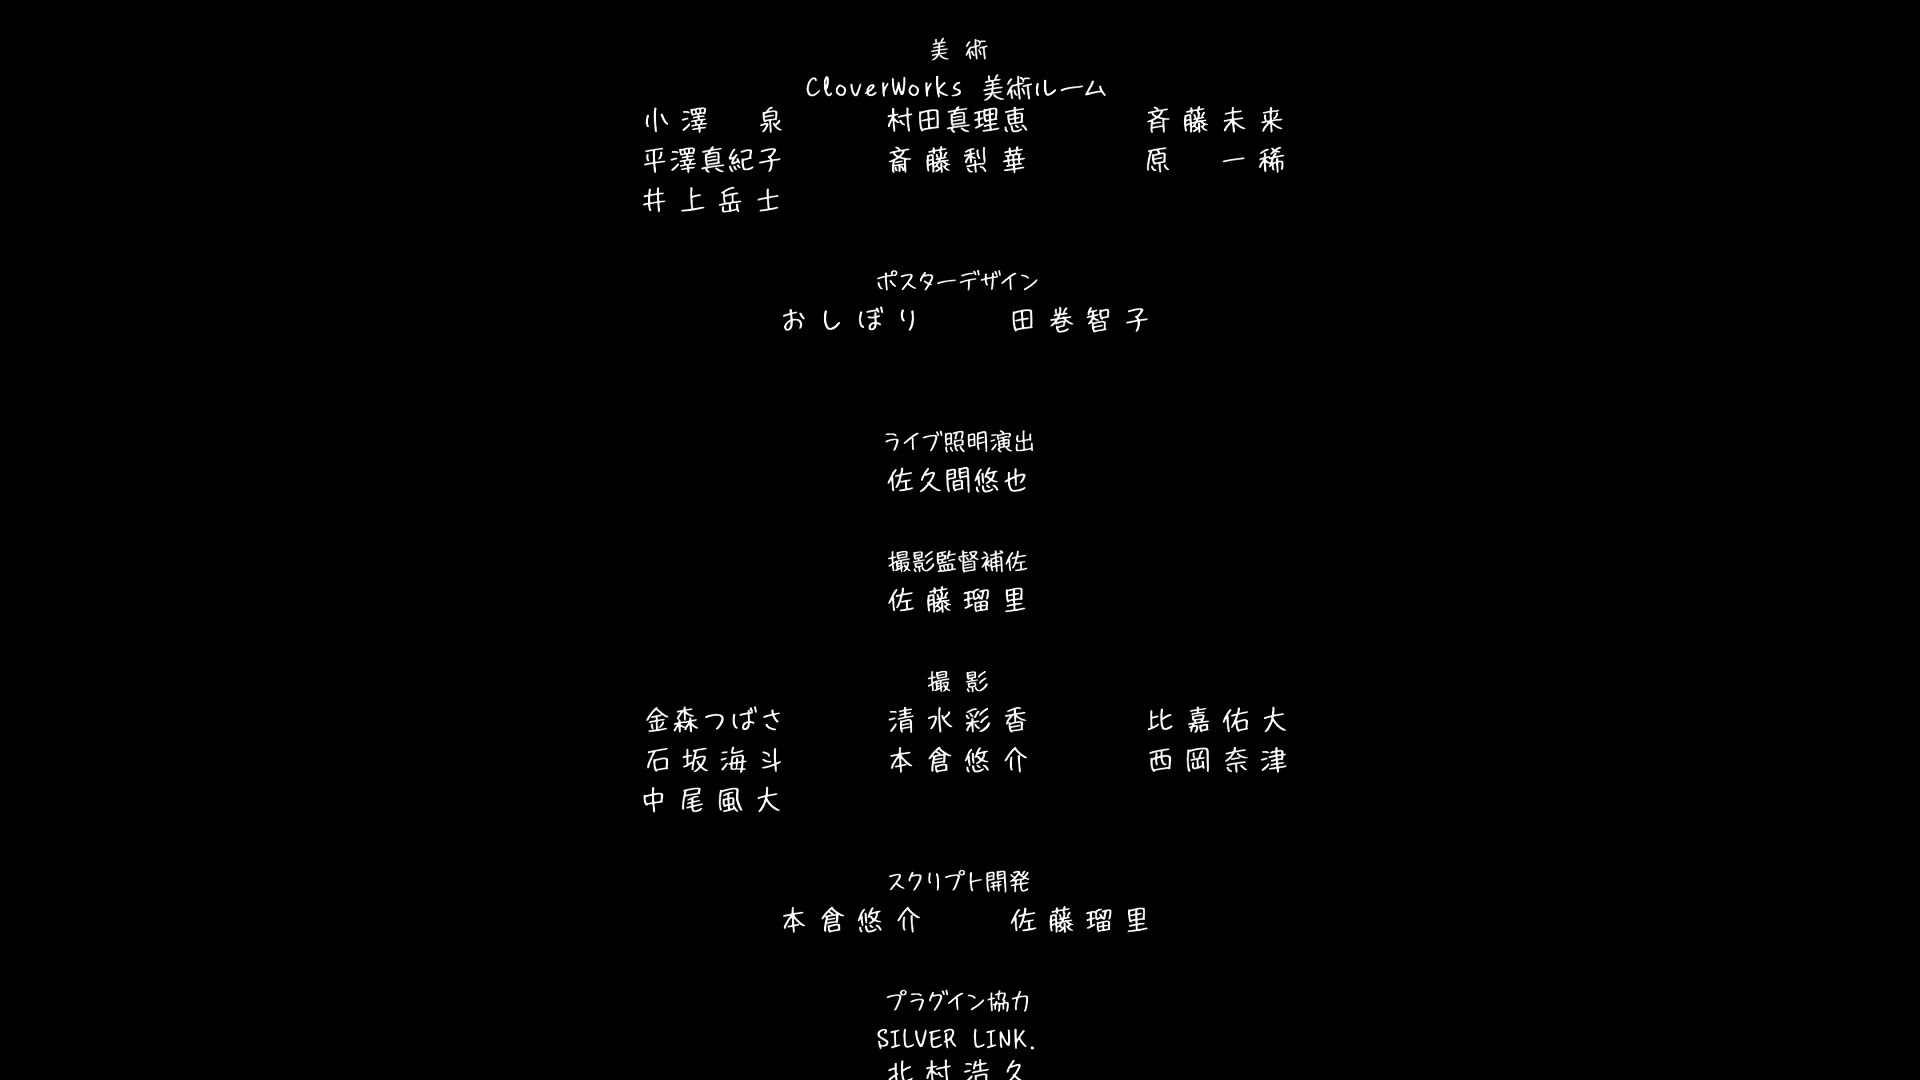 美術
CloverWorks 美術ルーム
小澤 泉 村田真理恵 斉藤未来
平澤真紀子 斎藤梨華 原 一稀
井上岳士
ポスターデザイン
おしぼり 田巻智子
ライブ照明演出
佐久間悠也
撮影監督補佐
佐藤瑠里
撮影
金森つばさ 清水彩香 比嘉佑大
石坂海斗 本倉悠介 西岡奈津
中尾風大
スクリプト開発
本倉悠介 佐藤瑠里
プラグイン協力
SILVER LINK.
北村浩久